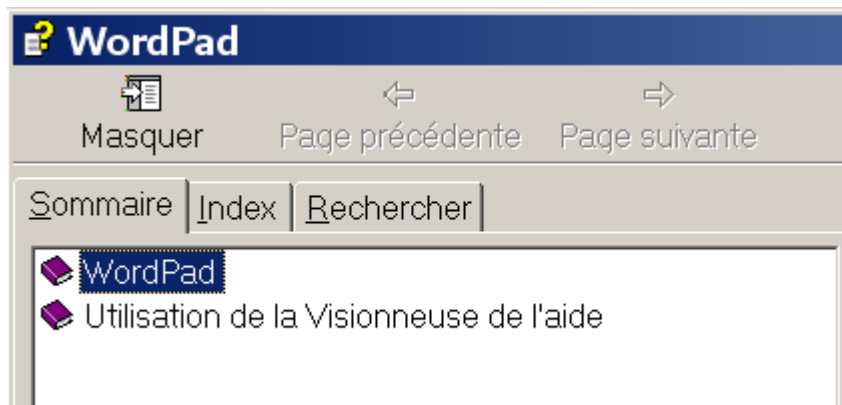 WordPad
Masquer Page précédente Page suivante
Sommaire Index Rechercher
WordPad
Utilisation de la Visionneuse de l'aide